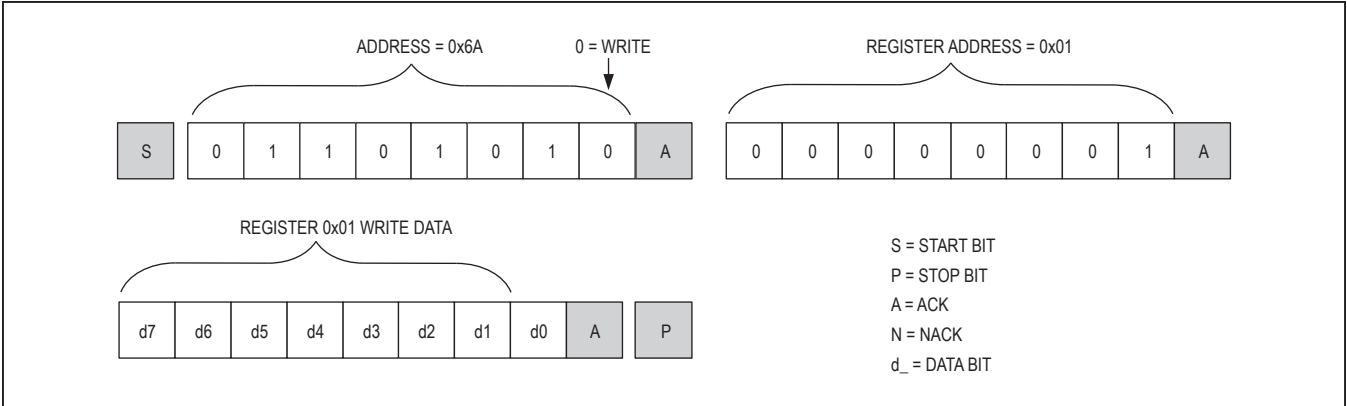 ADDRESS = 0x6A 0 = WRITE REGISTER ADDRESS = 0x01
S 0 1 1 0 1 0 1 0 A 0 0 0 0 0 0 0 1 A
REGISTER 0x01 WRITE DATA
d7 d6 d5 d4 d3 d2 d1 d0 A P
S = START BIT
P = STOP BIT
A = ACK
N = NACK
d_ = DATA BIT